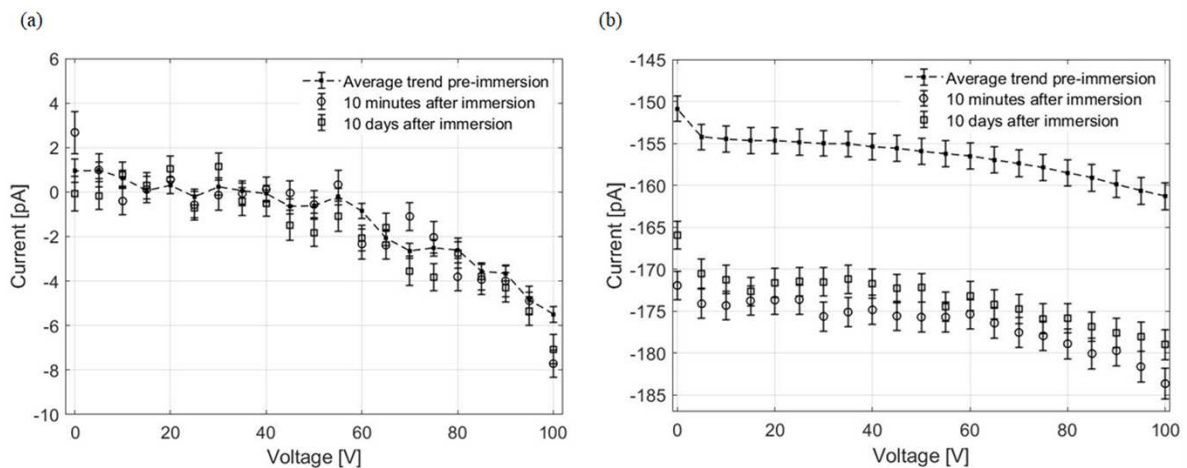 (a)
6
4
2
0
-2
-4
-6
-8
-10
Current [pA]
0 20 40 60 80 100
Voltage [V]
Average trend pre-immersion
10 minutes after immersion
10 days after immersion
(b)
-145
-150
-155
-160
-165
-170
-175
-180
-185
Current [pA]
0 20 40 60 80 100
Voltage [V]
Average trend pre-immersion
10 minutes after immersion
10 days after immersion